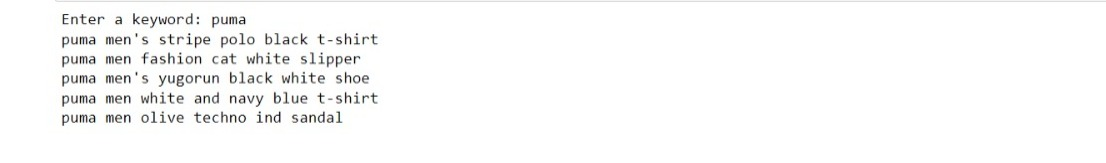 Enter a keyword: puma
puma men's stripe polo black t-shirt
puma men fashion cat white slipper
puma men's yugorun black white shoe
puma men white and navy blue t-shirt
puma men olive techno ind sandal